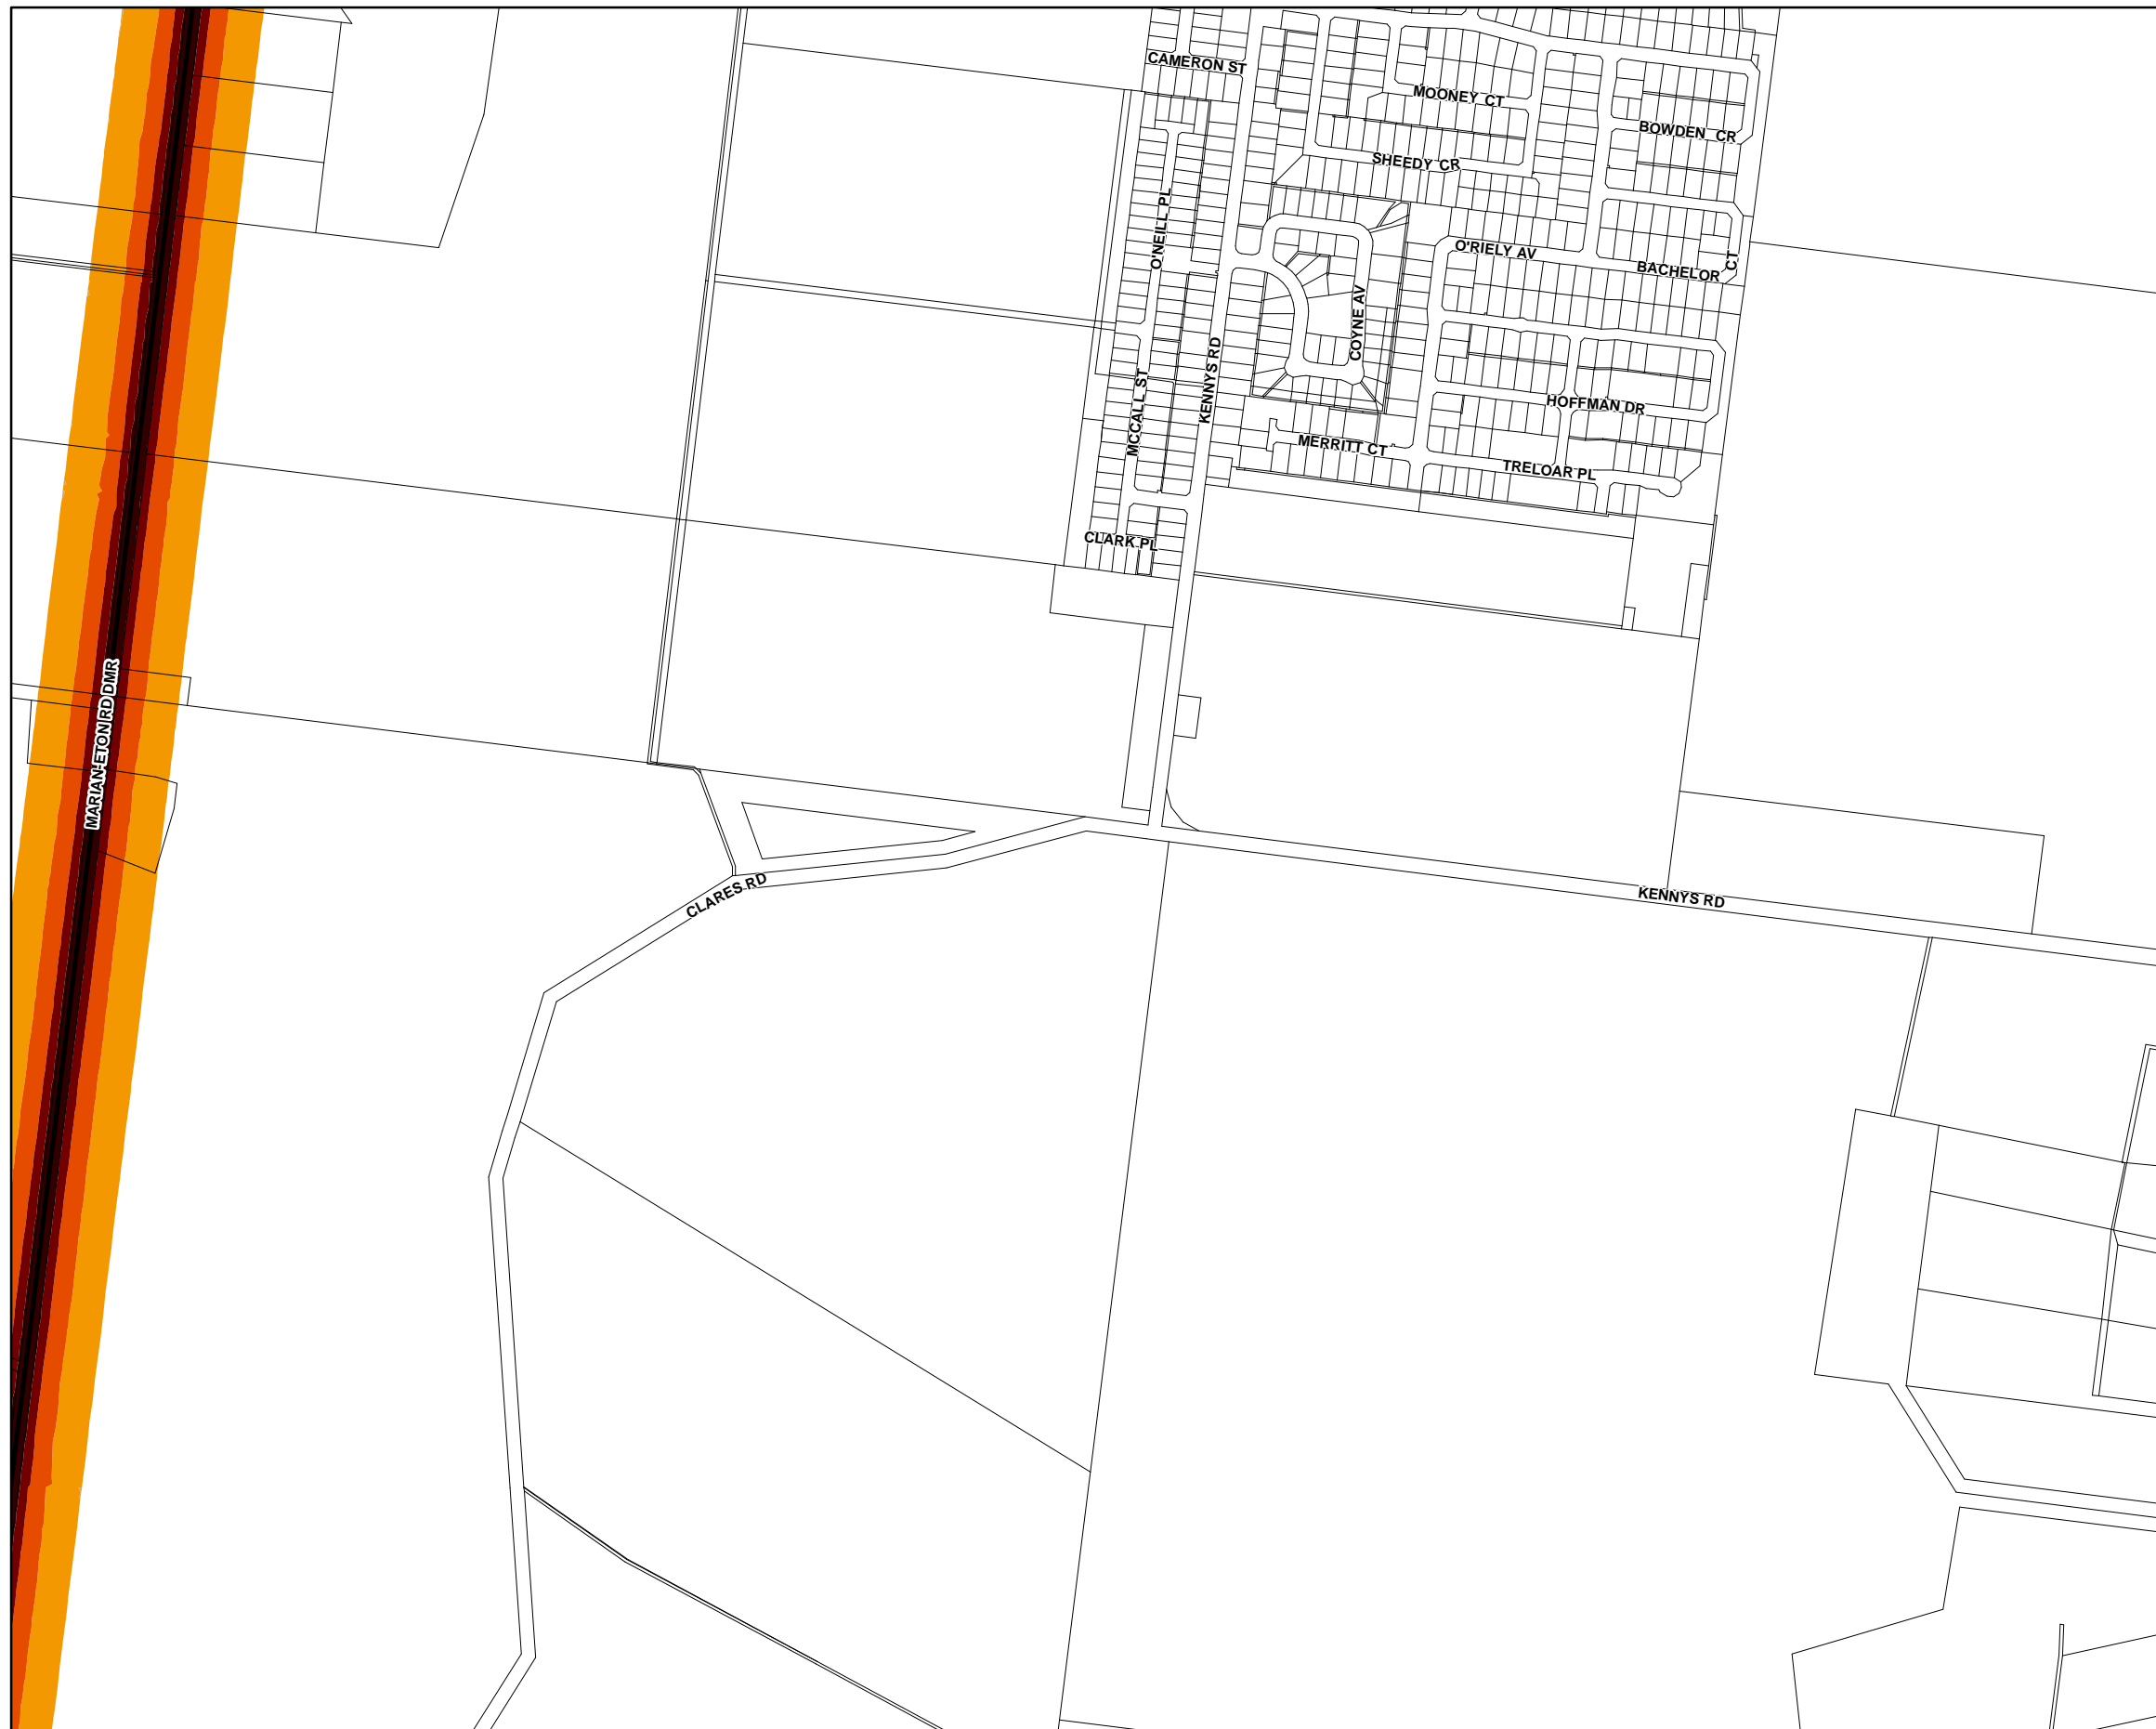 CAMERON ST
MOONEY CT
BOWDEN CR
SHEEDY CR
O'NEILL PL
O'RIELY AV
BACHELOR CT
COYNE AV
KENNYS RD
MCCALL ST
HOFFMAN DR
MERRITT CT
TRELOAR PL
CLARK PL
MARIAN-ETON RD DMR
CLARES RD
KENNYS RD